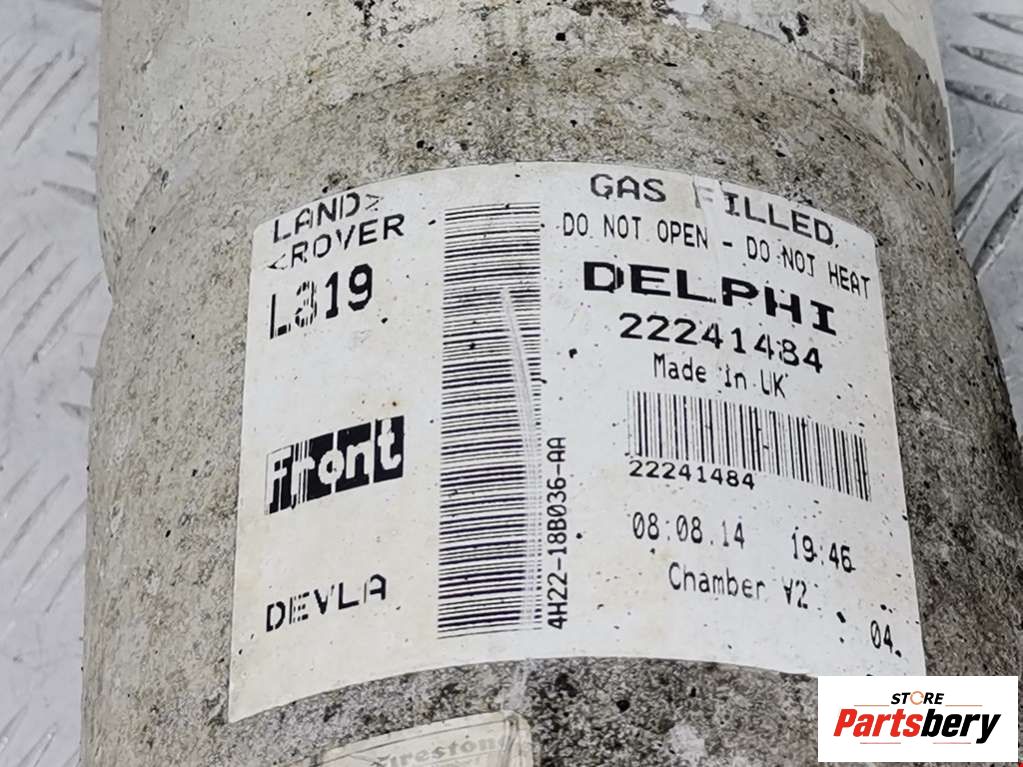 LAND>
<ROVER
L319
Front
DEVLA
4H22-18B036-AA
GAS FILLED
DO NOT OPEN - DO NOT HEAT
DELPHI
22241484
Made in UK
22241484
08:08.14 19:46
Chamber V2
04
Firestone
STORE
Partsbery